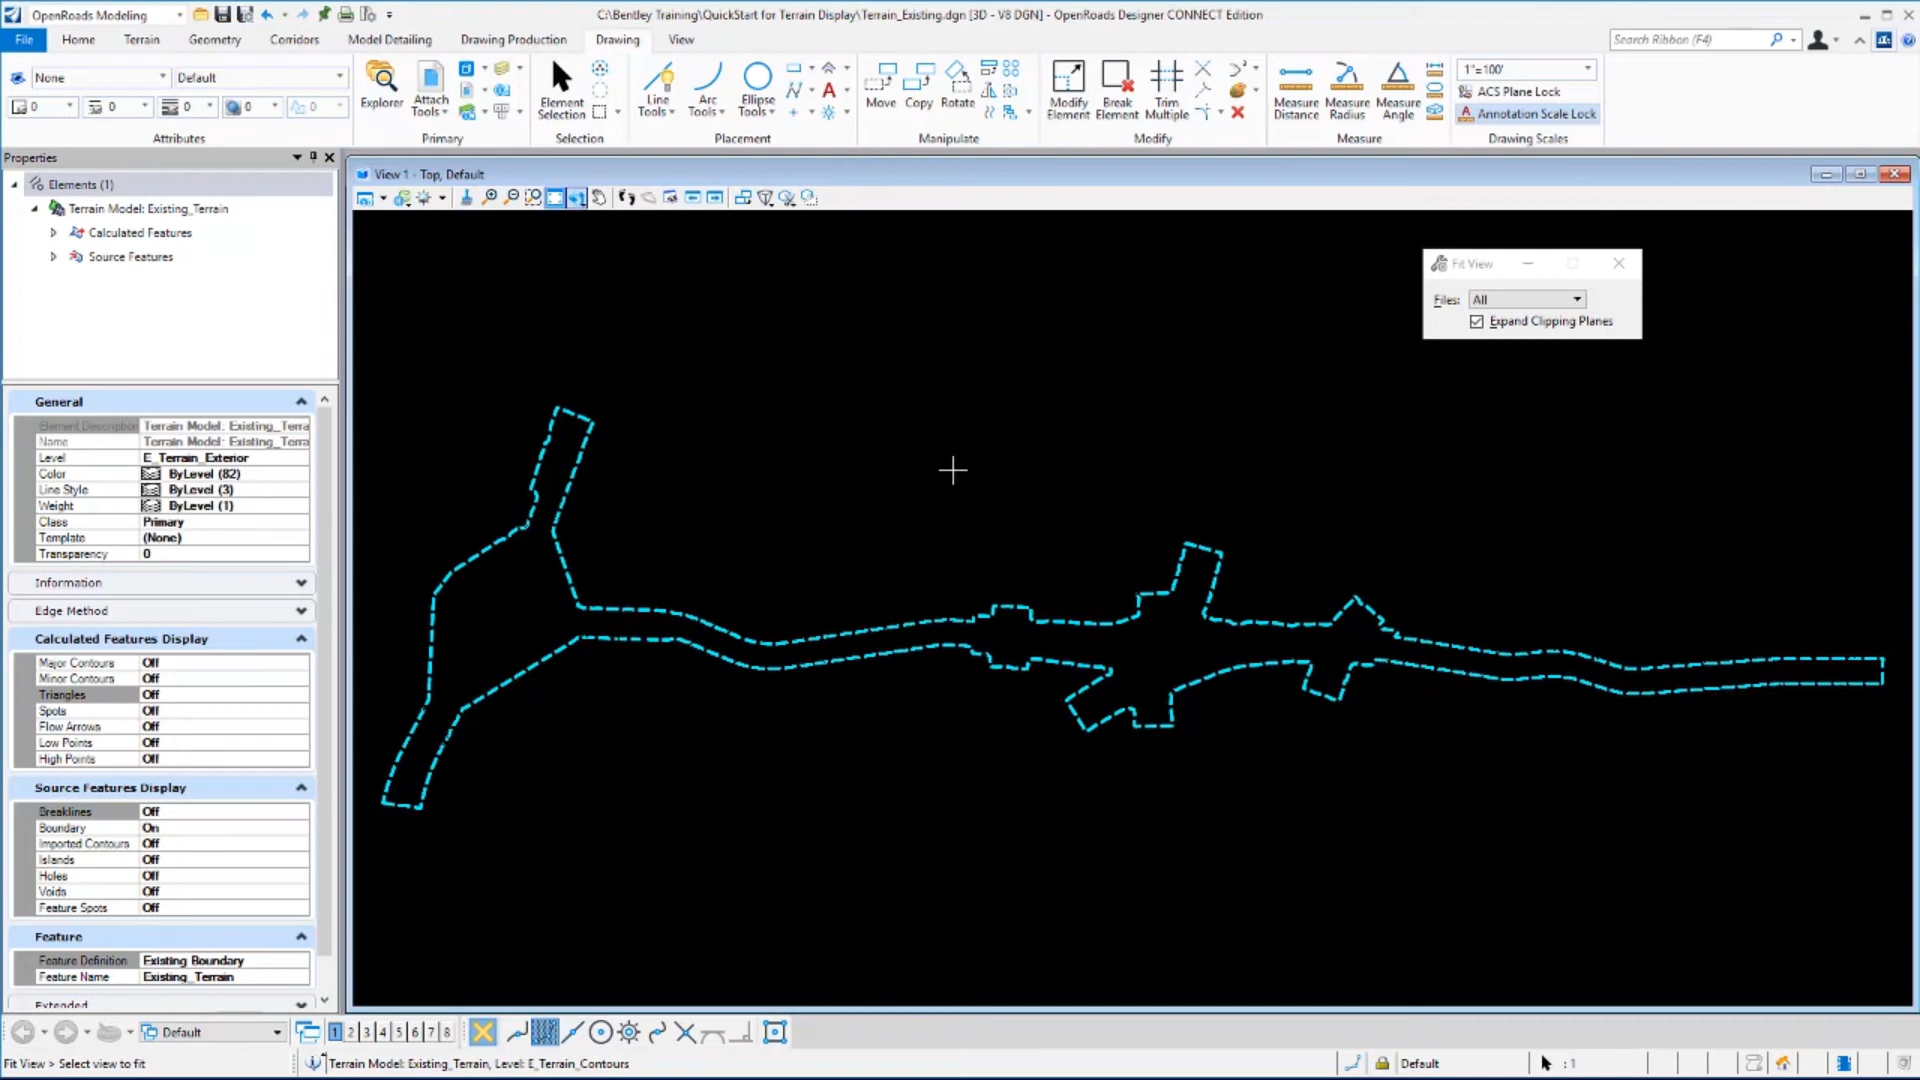 OpenRoads Modeling
C:\Bentley Training\QuickStart for Terrain Display\Terrain_Existing.dgn [3D - V8 DGN] - OpenRoads Designer CONNECT Edition
File Home Terrain Geometry Corridors Model Detailing Drawing Production Drawing View
Search Ribbon (F4)
None Default
0 0 0 0 0
Attributes
Explorer
Attach Tools
Primary
Element Selection
Selection
Line Tools
Arc Tools
Ellipse Tools
Placement
Move Copy Rotate
Manipulate
Modify Element
Break Element
Trim Multiple
Modify
Measure Distance
Measure Radius
Measure Angle
Measure
1"=100'
ACS Plane Lock
Annotation Scale Lock
Drawing Scales
Properties
Elements (1)
Terrain Model: Existing_Terrain
Calculated Features
Source Features
General
Element Description Terrain Model: Existing_Terra
Name Terrain Model: Existing_Terra
Level E_Terrain_Exterior
Color ByLevel (82)
Line Style ByLevel (3)
Weight ByLevel (1)
Class Primary
Template (None)
Transparency 0
Information
Edge Method
Calculated Features Display
Major Contours Off
Minor Contours Off
Triangles Off
Spots Off
Flow Arrows Off
Low Points Off
High Points Off
Source Features Display
Breaklines Off
Boundary On
Imported Contours Off
Islands Off
Holes Off
Voids Off
Feature Spots Off
Feature
Feature Definition Existing Boundary
Feature Name Existing_Terrain
Extended
View 1 - Top, Default
Fit View
Files: All
Expand Clipping Planes
Default
1 2 3 4 5 6 7 8
Fit View > Select view to fit
Terrain Model: Existing_Terrain, Level: E_Terrain_Contours
Default
: 1